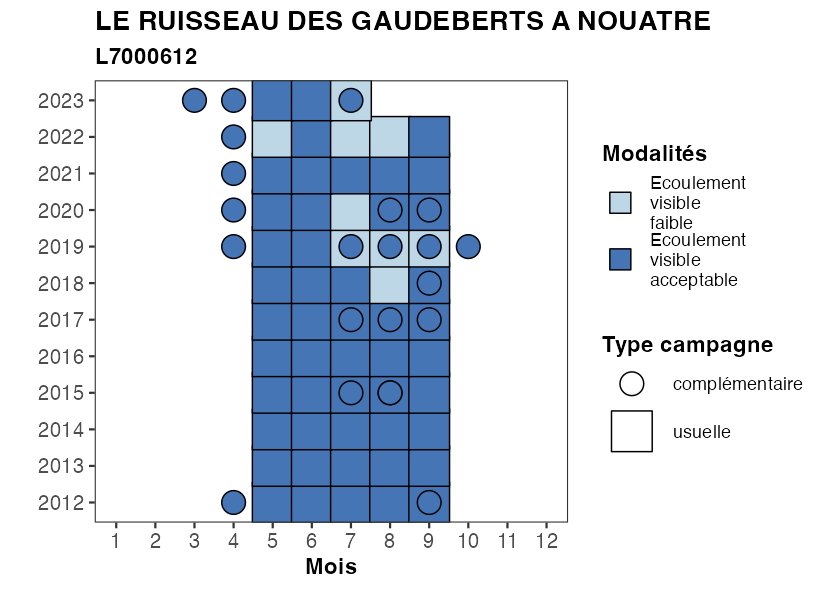 LE RUISSEAU DES GAUDEBERTS A NOUATRE
L7000612
2023
2022
2021
2020
2019
2018
2017
2016
2015
2014
2013
2012
1 2 3 4 5 6 7 8 9 10 11 12
Mois
Modalités
Ecoulement
visible
faible
Ecoulement
visible
acceptable
Type campagne
complémentaire
usuelle